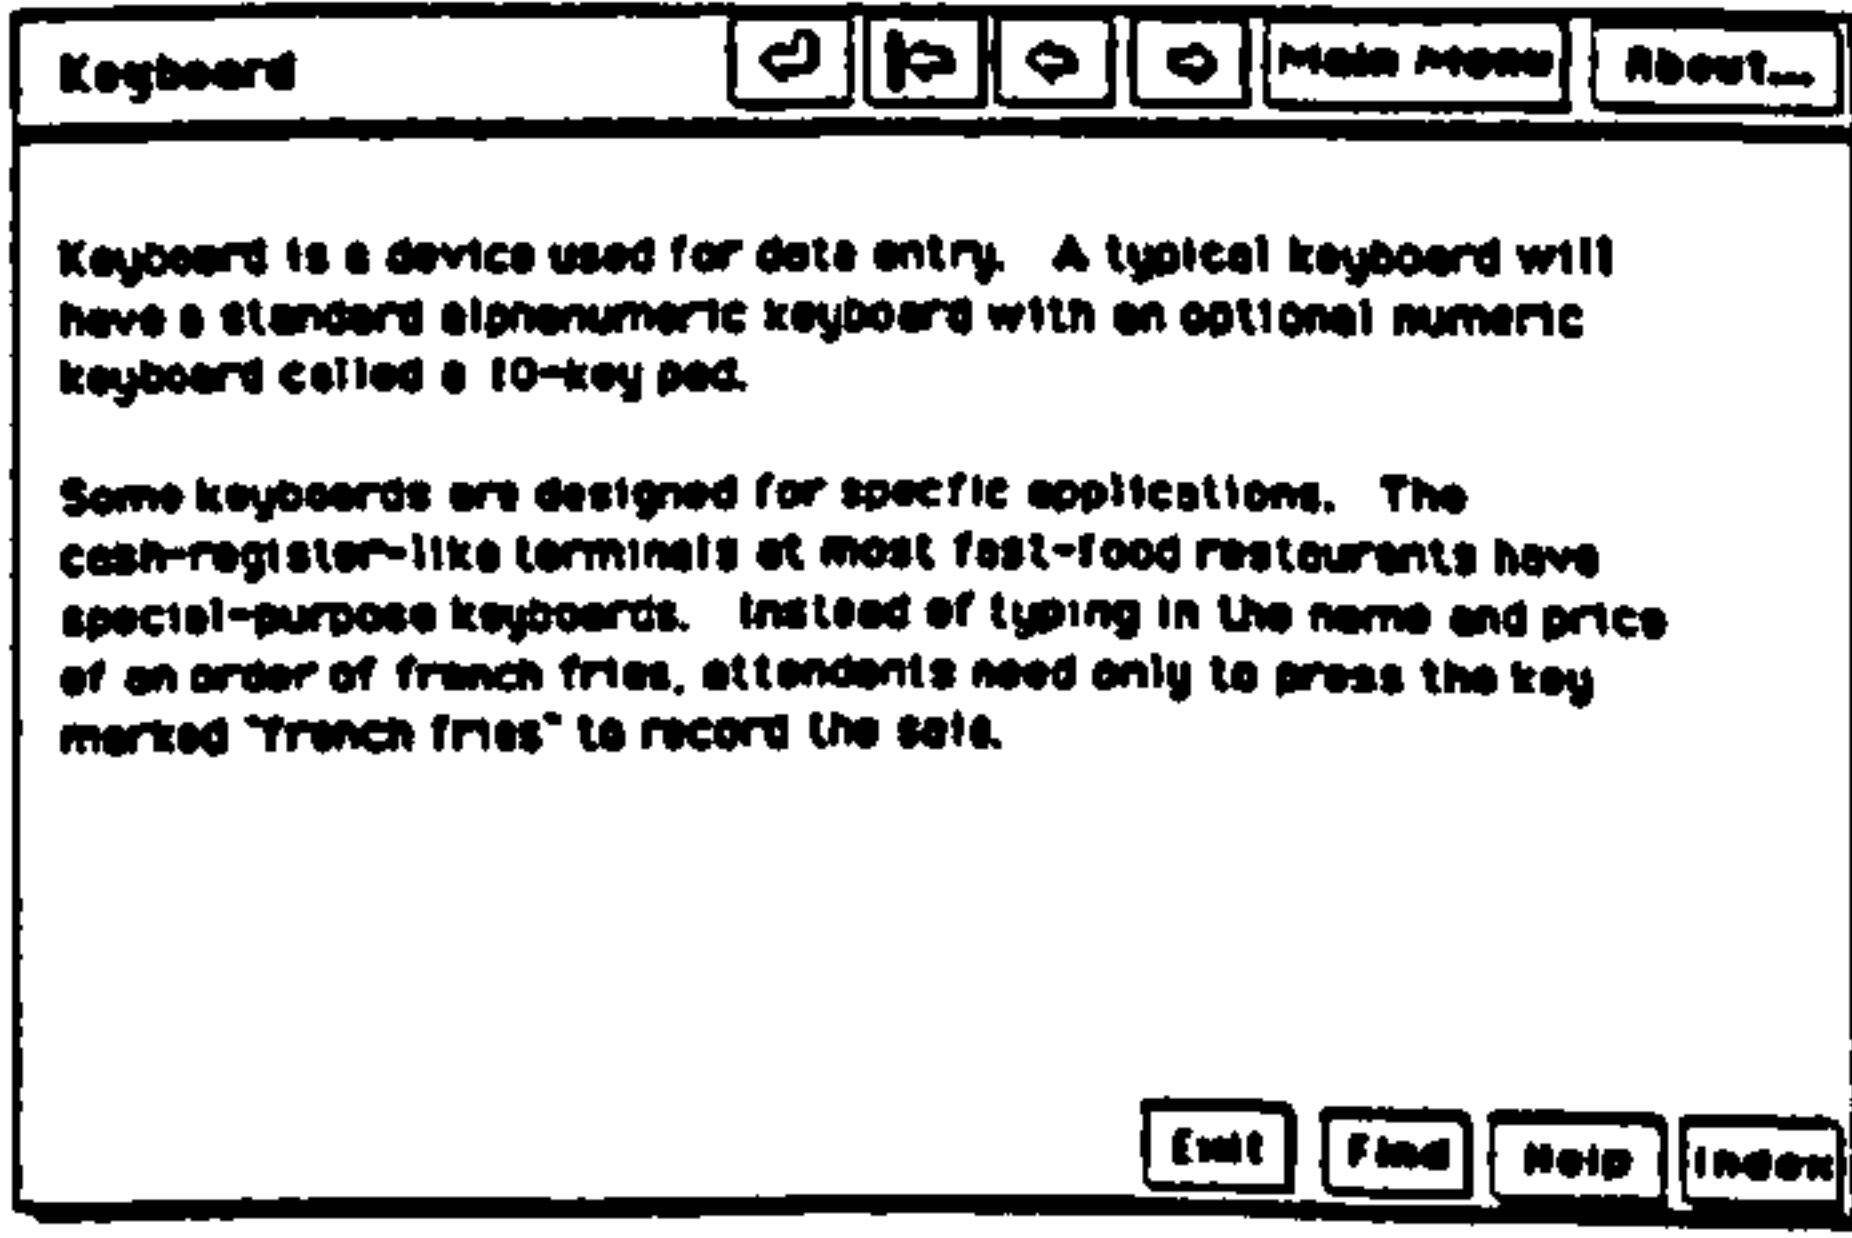 Keyboard
Main Menu
About...
Keyboard is a device used for data entry. A typical keyboard will
have a standard alphanumeric keyboard with an optional numeric
keyboard called a 10-key pad.
Some keyboards are designed for specfic applications. The
cash-register-like terminals at most fast-food restaurants have
special-purpose keyboards. Instead of typing in the name and price
of an order of french fries, attendants need only to press the key
marked "french fries" to record the sale.
Exit
Find
Help
Index